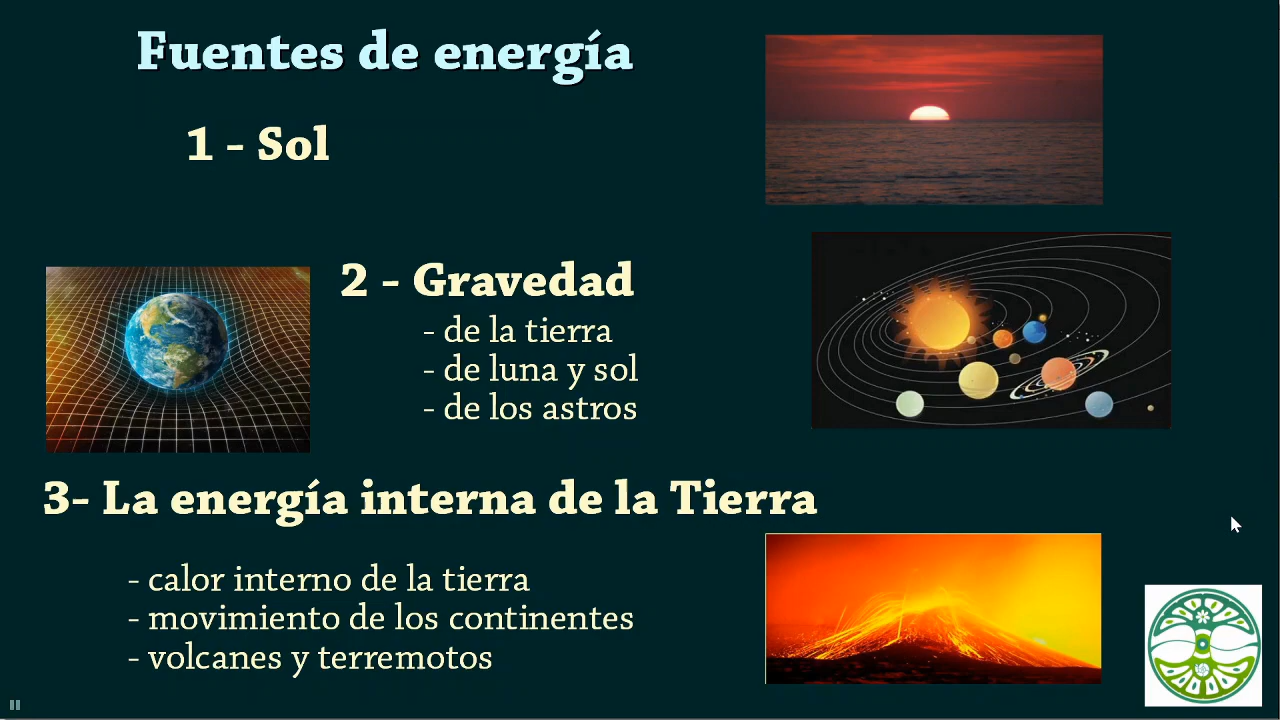 Fuentes de energía
1 - Sol
2 - Gravedad
- de la tierra
- de luna y sol
- de los astros
3- La energía interna de la Tierra
- calor interno de la tierra
- movimiento de los continentes
- volcanes y terremotos